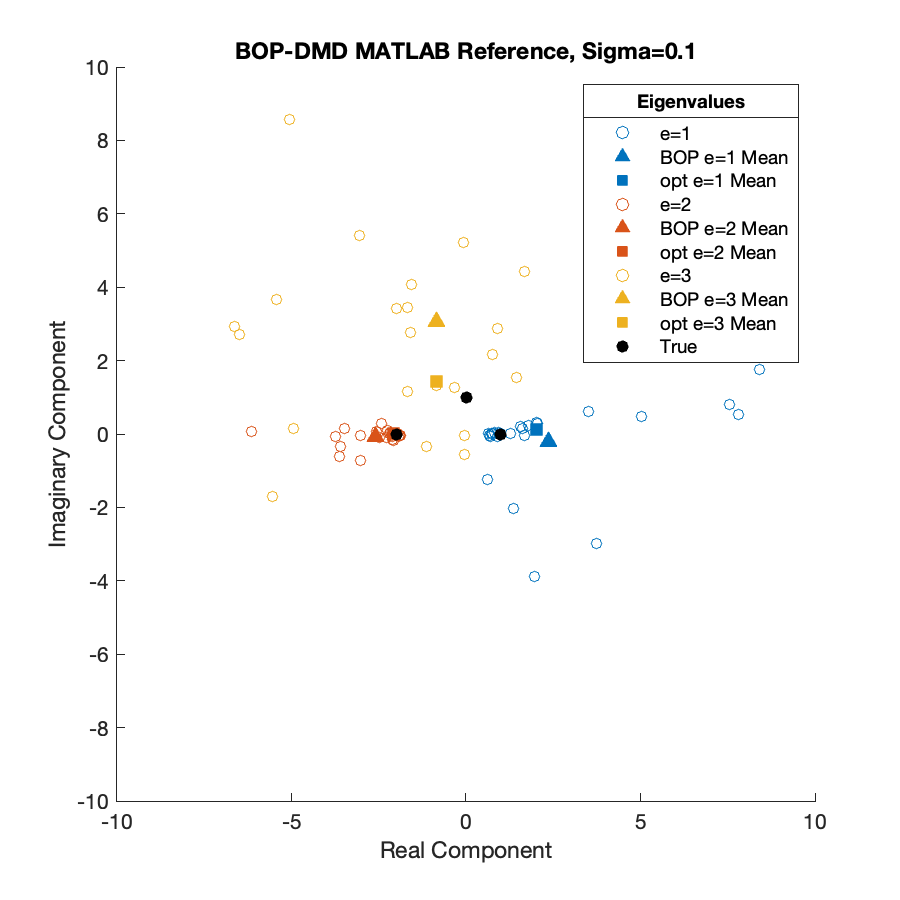 BOP-DMD MATLAB Reference, Sigma=0.1
10
8
6
4
2
0
-2
-4
-6
-8
-10
Imaginary Component
Eigenvalues
e=1
BOP e=1 Mean
opt e=1 Mean
e=2
BOP e=2 Mean
opt e=2 Mean
e=3
BOP e=3 Mean
opt e=3 Mean
True
-10 -5 0 5 10
Real Component